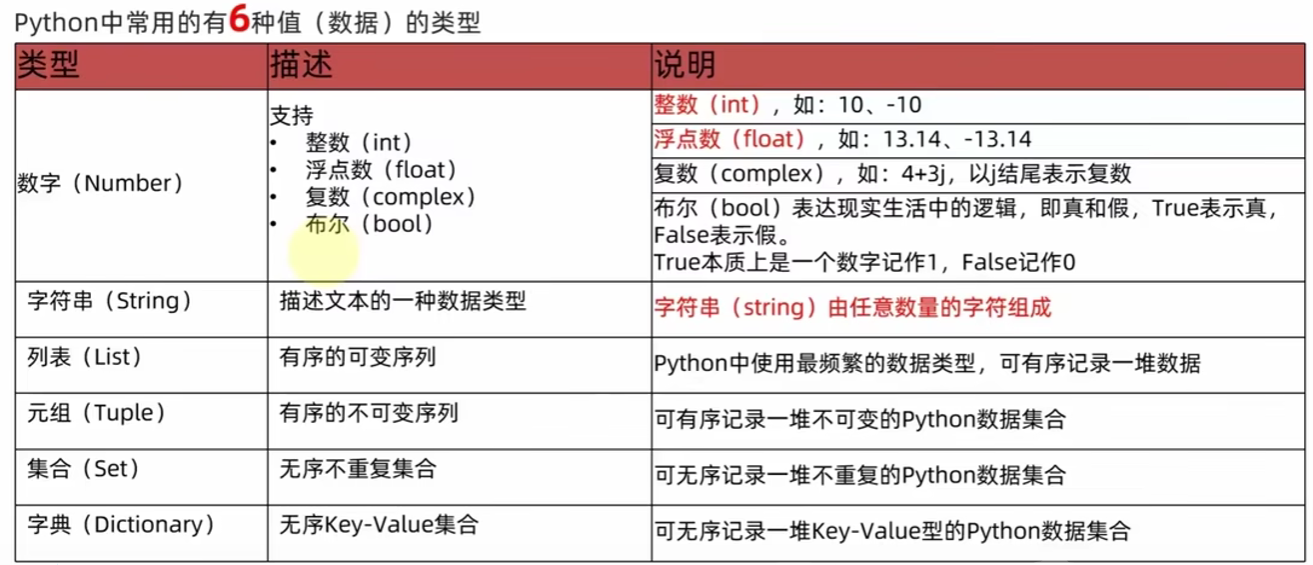 Python中常用的有6种值（数据）的类型
类型 描述 说明
数字（Number）
支持
• 整数（int）
• 浮点数（float）
• 复数（complex）
• 布尔（bool）
整数（int），如：10、-10
浮点数（float），如：13.14、-13.14
复数（complex），如：4+3j，以j结尾表示复数
布尔（bool）表达现实生活中的逻辑，即真和假，True表示真，
False表示假。
True本质上是一个数字记作1，False记作0
字符串（String） 描述文本的一种数据类型 字符串（string）由任意数量的字符组成
列表（List） 有序的可变序列 Python中使用最频繁的数据类型，可有序记录一堆数据
元组（Tuple） 有序的不可变序列 可有序记录一堆不可变的Python数据集合
集合（Set） 无序不重复集合 可无序记录一堆不重复的Python数据集合
字典（Dictionary） 无序Key-Value集合 可无序记录一堆Key-Value型的Python数据集合